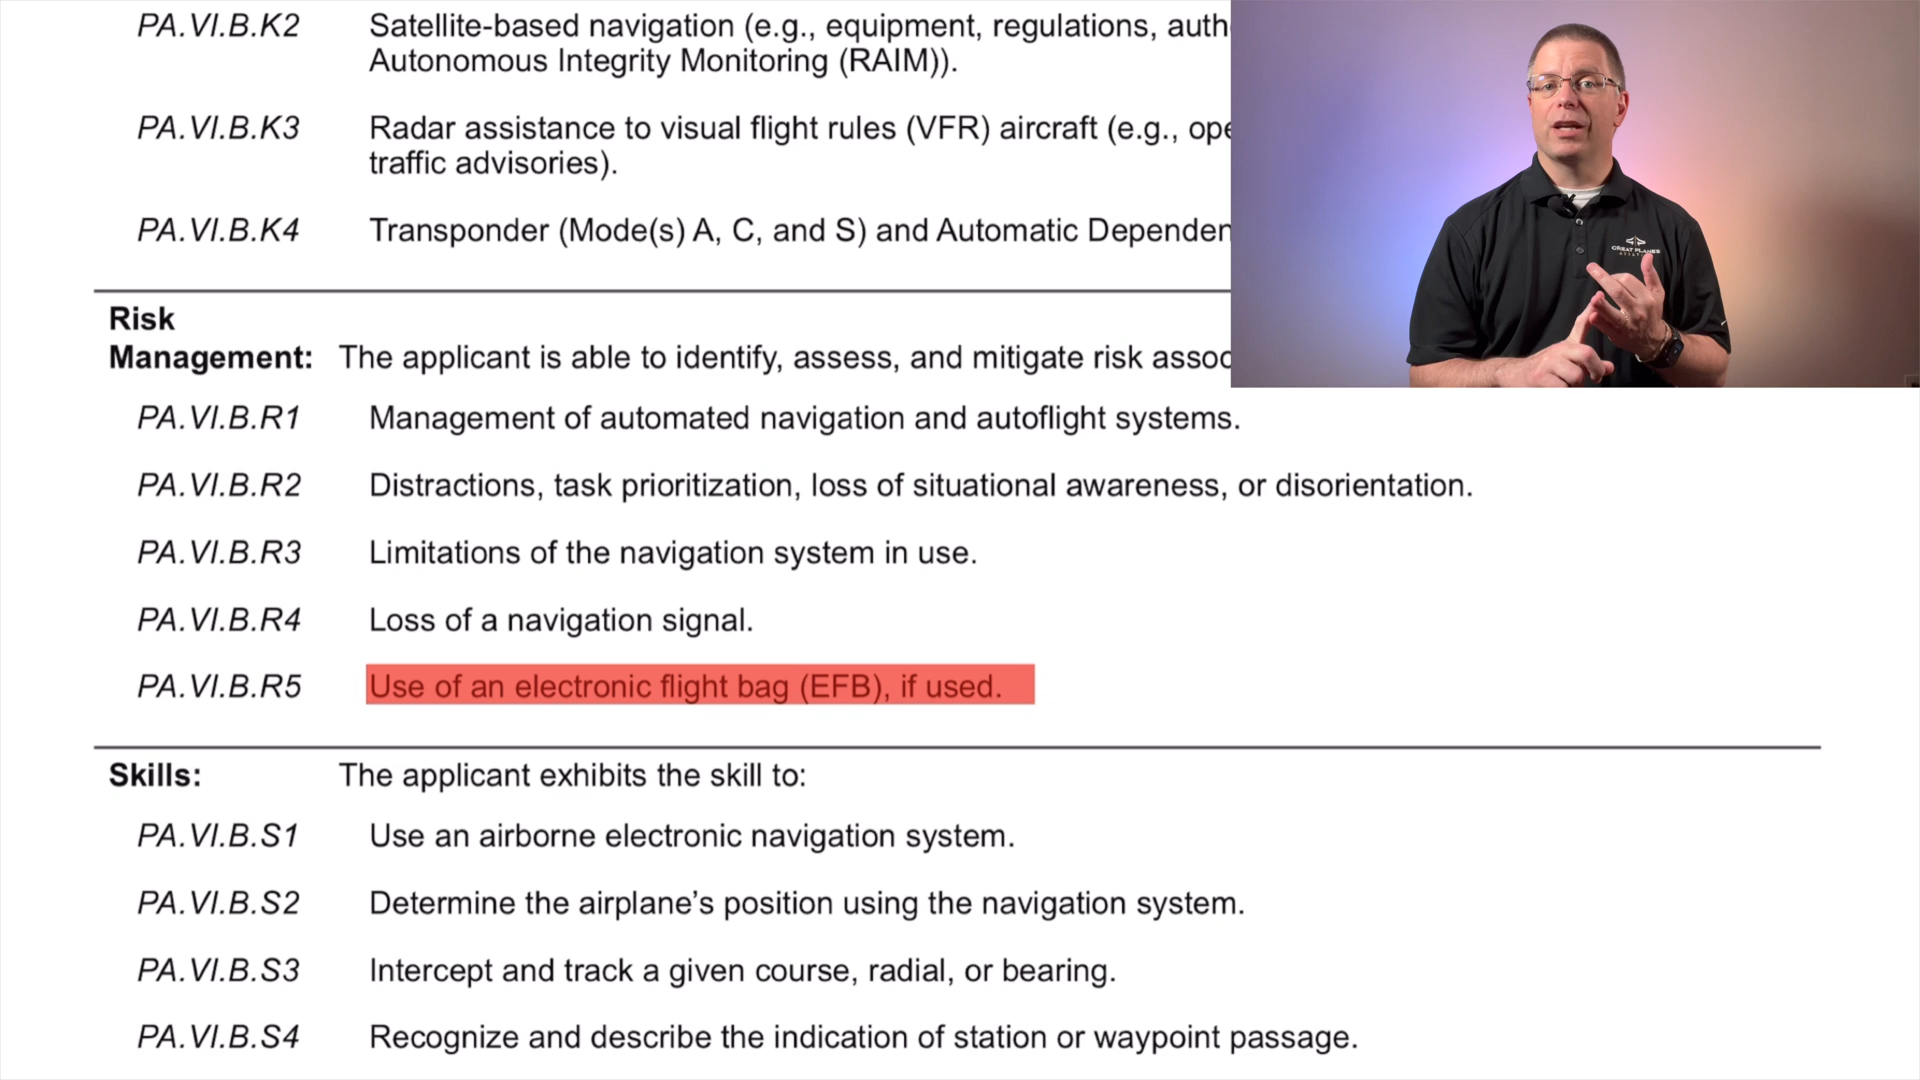 PA.VI.B.K2 Satellite-based navigation (e.g., equipment, regulations, auth
Autonomous Integrity Monitoring (RAIM)).
PA.VI.B.K3 Radar assistance to visual flight rules (VFR) aircraft (e.g., ope
traffic advisories).
PA.VI.B.K4 Transponder (Mode(s) A, C, and S) and Automatic Dependen
GREAT PLANES
AVIATION
Risk
Management: The applicant is able to identify, assess, and mitigate risk assoc
PA.VI.B.R1 Management of automated navigation and autoflight systems.
PA.VI.B.R2 Distractions, task prioritization, loss of situational awareness, or disorientation.
PA.VI.B.R3 Limitations of the navigation system in use.
PA.VI.B.R4 Loss of a navigation signal.
PA.VI.B.R5 Use of an electronic flight bag (EFB), if used.
Skills: The applicant exhibits the skill to:
PA.VI.B.S1 Use an airborne electronic navigation system.
PA.VI.B.S2 Determine the airplane’s position using the navigation system.
PA.VI.B.S3 Intercept and track a given course, radial, or bearing.
PA.VI.B.S4 Recognize and describe the indication of station or waypoint passage.